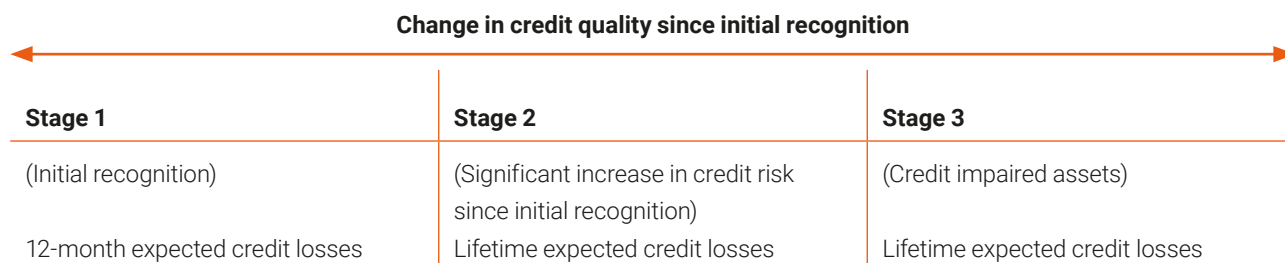 Change in credit quality since initial recognition
Stage 1
Stage 2
Stage 3
(Initial recognition)
(Significant increase in credit risk
since initial recognition)
(Credit impaired assets)
12-month expected credit losses
Lifetime expected credit losses
Lifetime expected credit losses